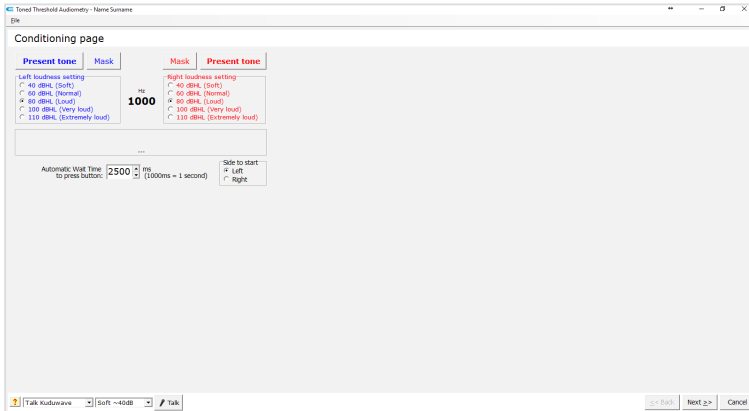 Toned Threshold Audiometry - Name Surname
File
Conditioning page
Present tone Mask Mask Present tone
Left loudness setting
40 dBHL (Soft)
60 dBHL (Normal)
80 dBHL (Loud)
100 dBHL (Very loud)
110 dBHL (Extremely loud)
Hz
1000
Right loudness setting
40 dBHL (Soft)
60 dBHL (Normal)
80 dBHL (Loud)
100 dBHL (Very loud)
110 dBHL (Extremely loud)
...
Automatic Wait Time
to press button:
2500
ms
(1000ms = 1 second)
Side to start
Left
Right
? Talk Kuduwave Soft ~40dB Talk
<< Back Next >> Cancel